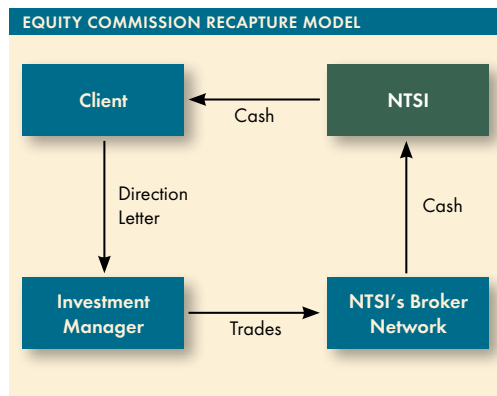 EQUITY COMMISSION RECAPTURE MODEL
Client
NTSI
Cash
Direction
Letter
Cash
Investment
Manager
Trades
NTSI's Broker
Network